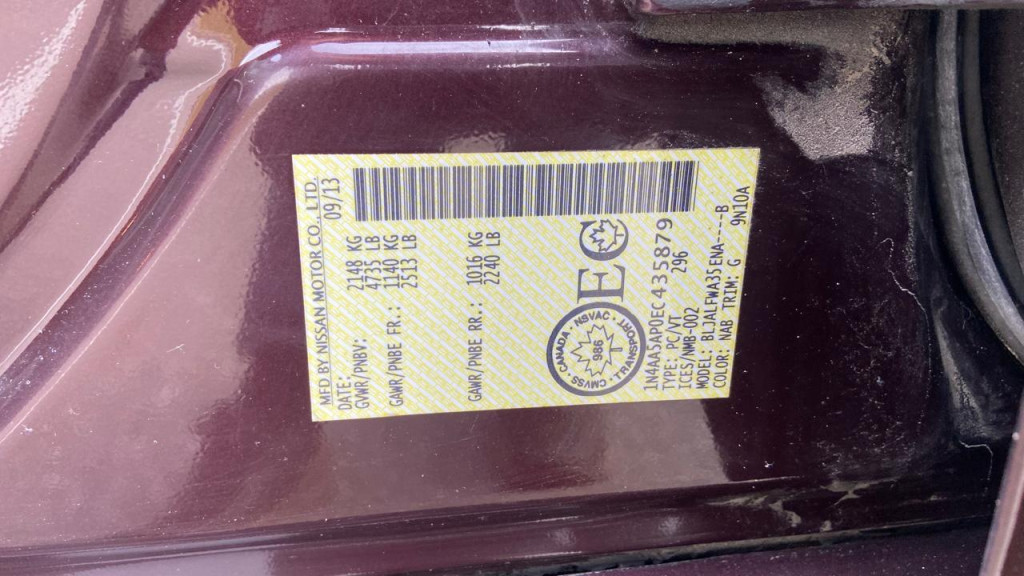 MFD BY NISSAN MOTOR CO., LTD.
DATE: 09/13
GVWR/PNBV: 2148 KG
4735 LB
GAWR/PNBE FR.: 1140 KG
2513 LB
GAWR/PNBE RR.: 1016 KG
2240 LB
CANADA · NSVAC · TRANSPORT · CMVSS
986
EC
1N4AA5AP0EC435879
TYPE: PC/VT 296
ICES/NMB-002
MODEL: BLJALFWA35ENA----B
COLOR: NAB TRIM: G 9N10A